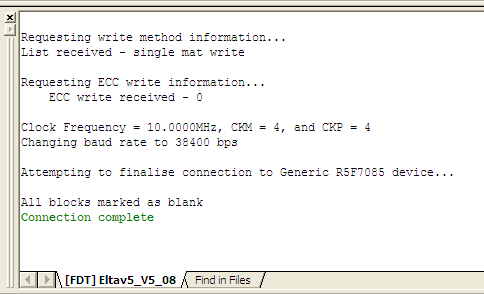 Requesting write method information...
List received - single mat write
Requesting ECC write information...
ECC write received - 0
Clock Frequency = 10.0000MHz, CKM = 4, and CKP = 4
Changing baud rate to 38400 bps
Attempting to finalise connection to Generic R5F7085 device...
All blocks marked as blank
Connection complete
[FDT] Eltav5_V5_08 Find in Files